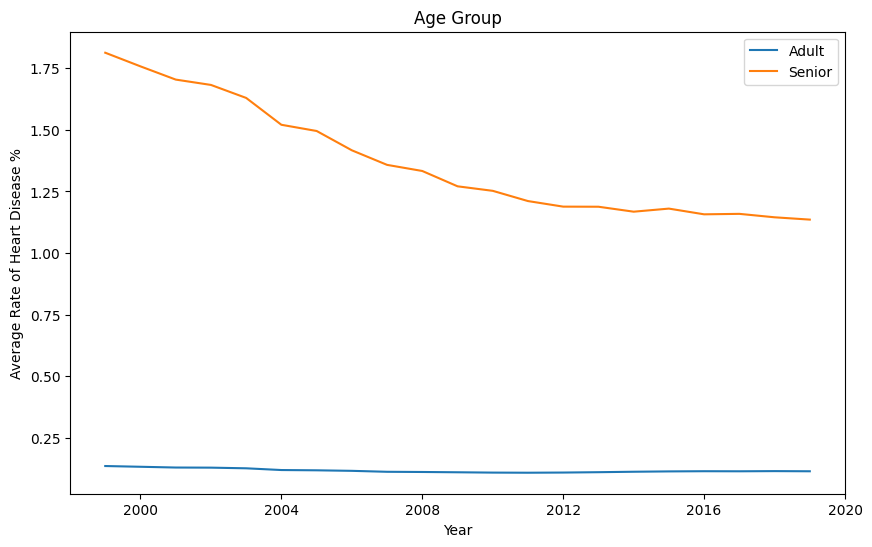 Age Group
Adult
Senior
Average Rate of Heart Disease %
1.75
1.50
1.25
1.00
0.75
0.50
0.25
2000 2004 2008 2012 2016 2020
Year